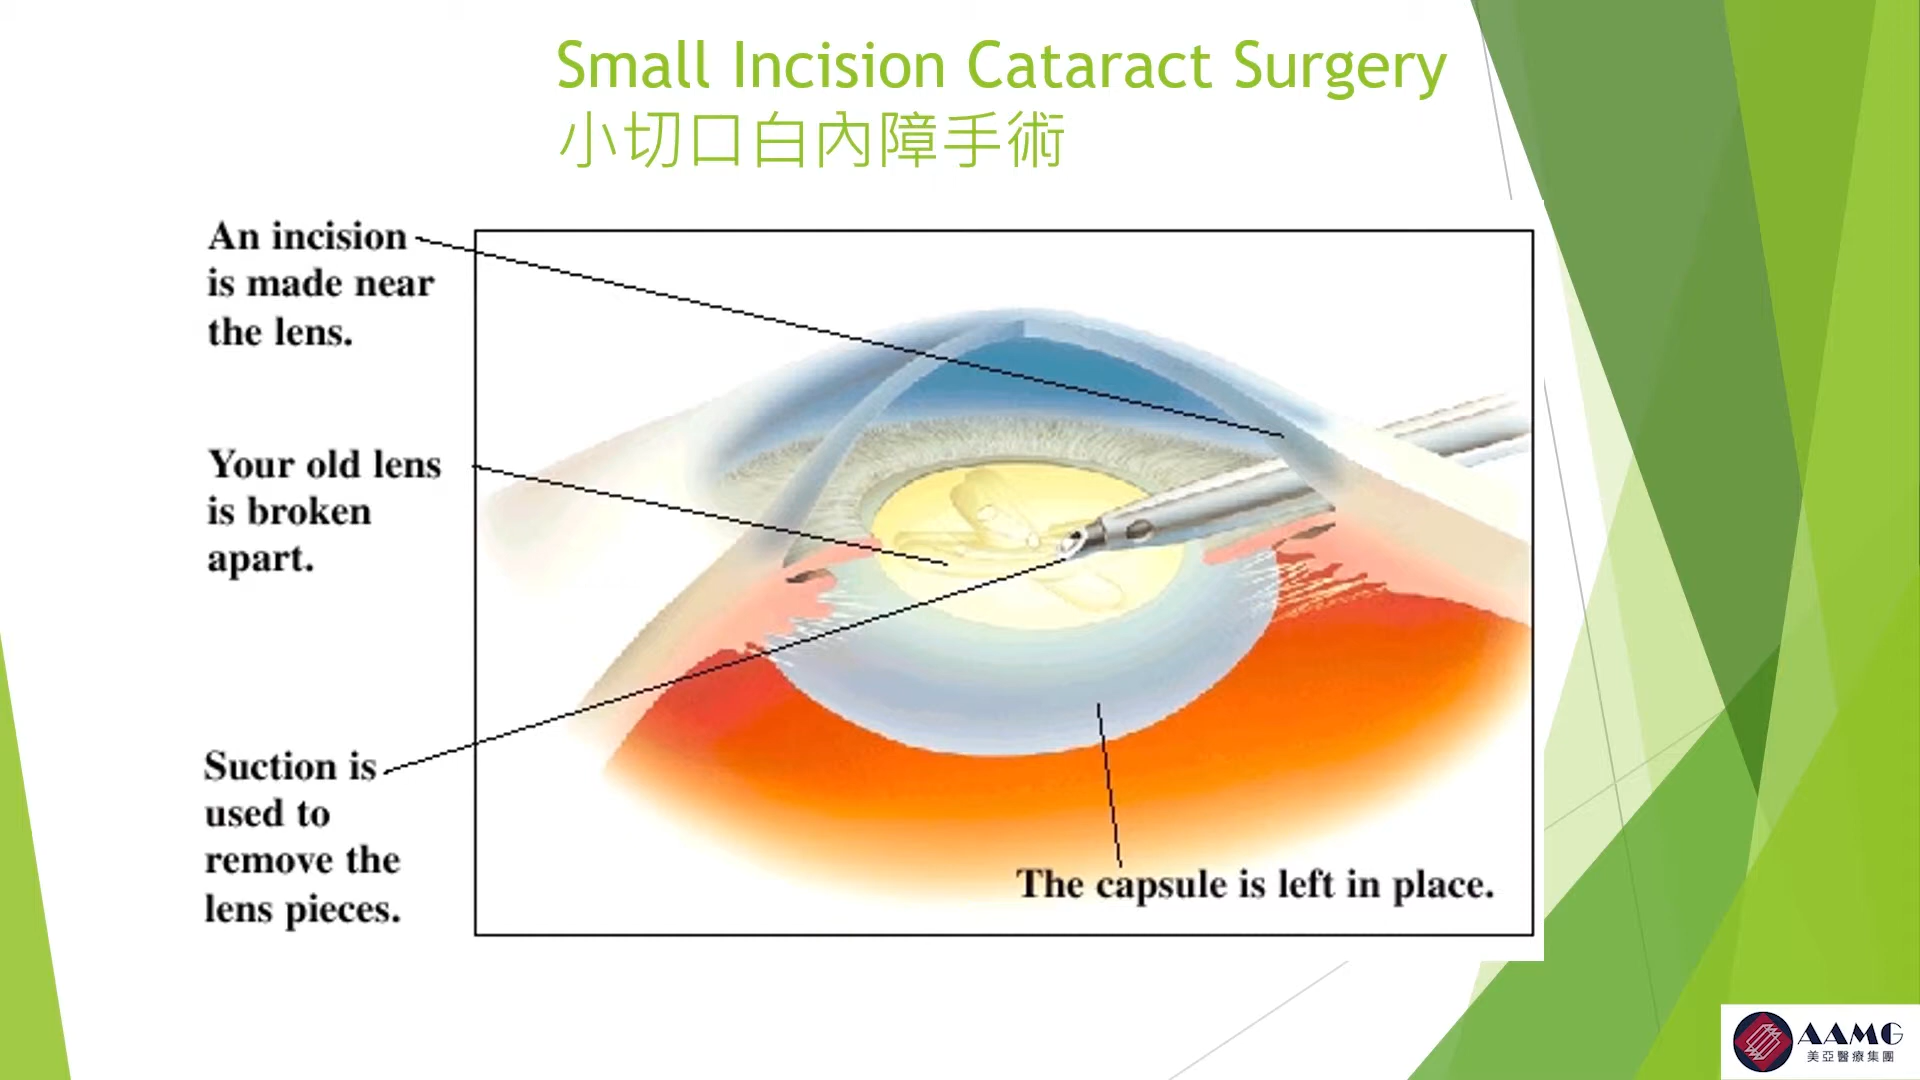 Small Incision Cataract Surgery
小切口白內障手術
An incision
is made near
the lens.
Your old lens
is broken
apart.
Suction is
used to
remove the
lens pieces.
The capsule is left in place.
AAMG
美亞醫療集團